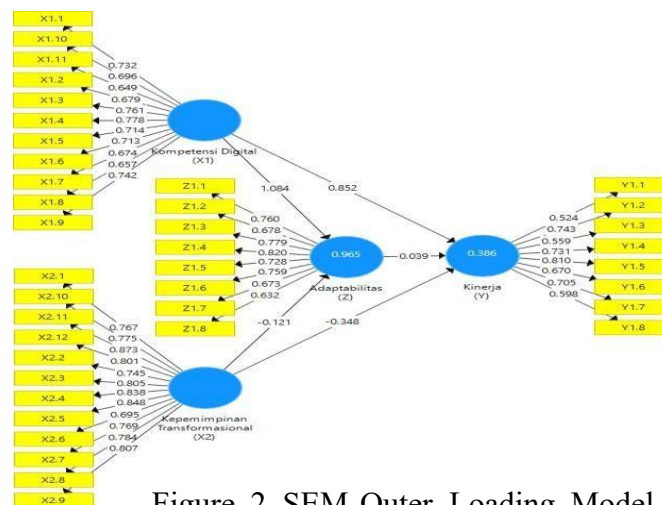 X1.1
X1.10
X1.11
X1.2
X1.3
X1.4
X1.5
X1.6
X1.7
X1.8
X1.9
0.732
0.696
0.649
0.679
0.761
0.778
0.714
0.713
0.674
0.657
0.742
Kompetensi Digital
(X1)
1.084
0.852
Z1.1
Z1.2
Z1.3
Z1.4
Z1.5
Z1.6
Z1.7
Z1.8
0.760
0.678
0.779
0.820
0.728
0.759
0.673
0.632
0.965
Adaptabilitas
(Z)
0.039
0.386
Kinerja
(Y)
0.524
0.743
0.559
0.731
0.810
0.670
0.705
0.598
Y1.1
Y1.2
Y1.3
Y1.4
Y1.5
Y1.6
Y1.7
Y1.8
X2.1
X2.10
X2.11
X2.12
X2.2
X2.3
X2.4
X2.5
X2.6
X2.7
X2.8
X2.9
0.767
0.775
0.873
0.801
0.745
0.805
0.838
0.848
0.695
0.769
0.784
0.807
-0.121
-0.348
Kepemimpinan
Transformasional
(X2)
Figure 2 SEM Outer Loading Model